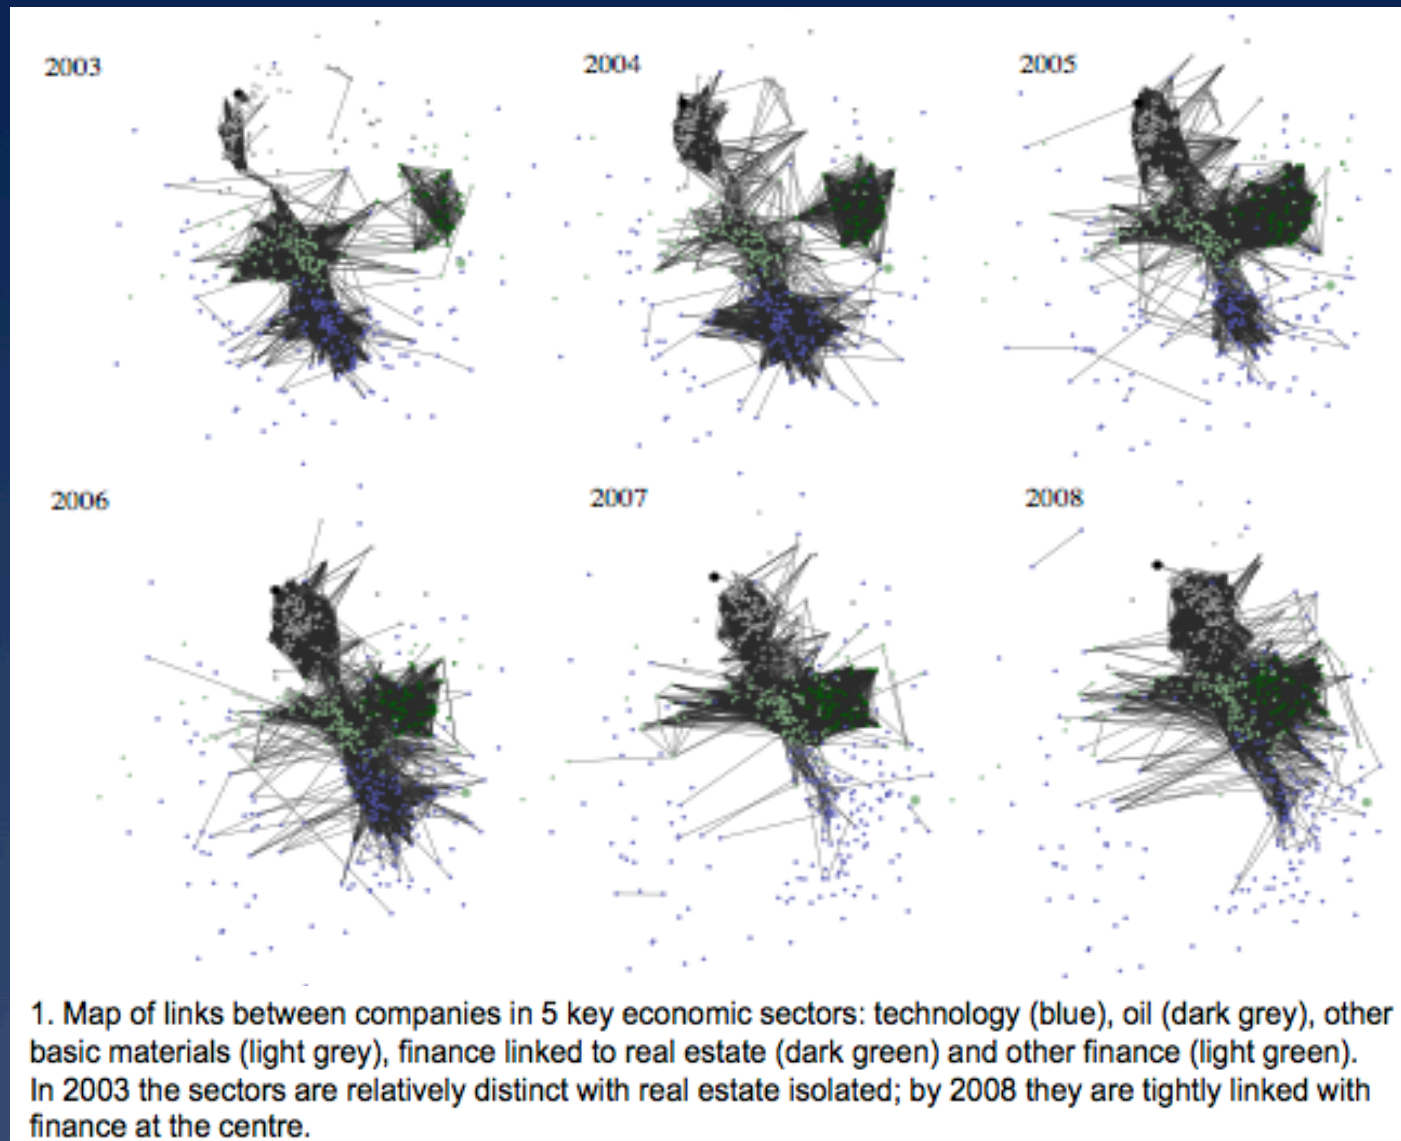 2003
2004
2005
2006
2007
2008
1. Map of links between companies in 5 key economic sectors: technology (blue), oil (dark grey), other
basic materials (light grey), finance linked to real estate (dark green) and other finance (light green).
In 2003 the sectors are relatively distinct with real estate isolated; by 2008 they are tightly linked with
finance at the centre.